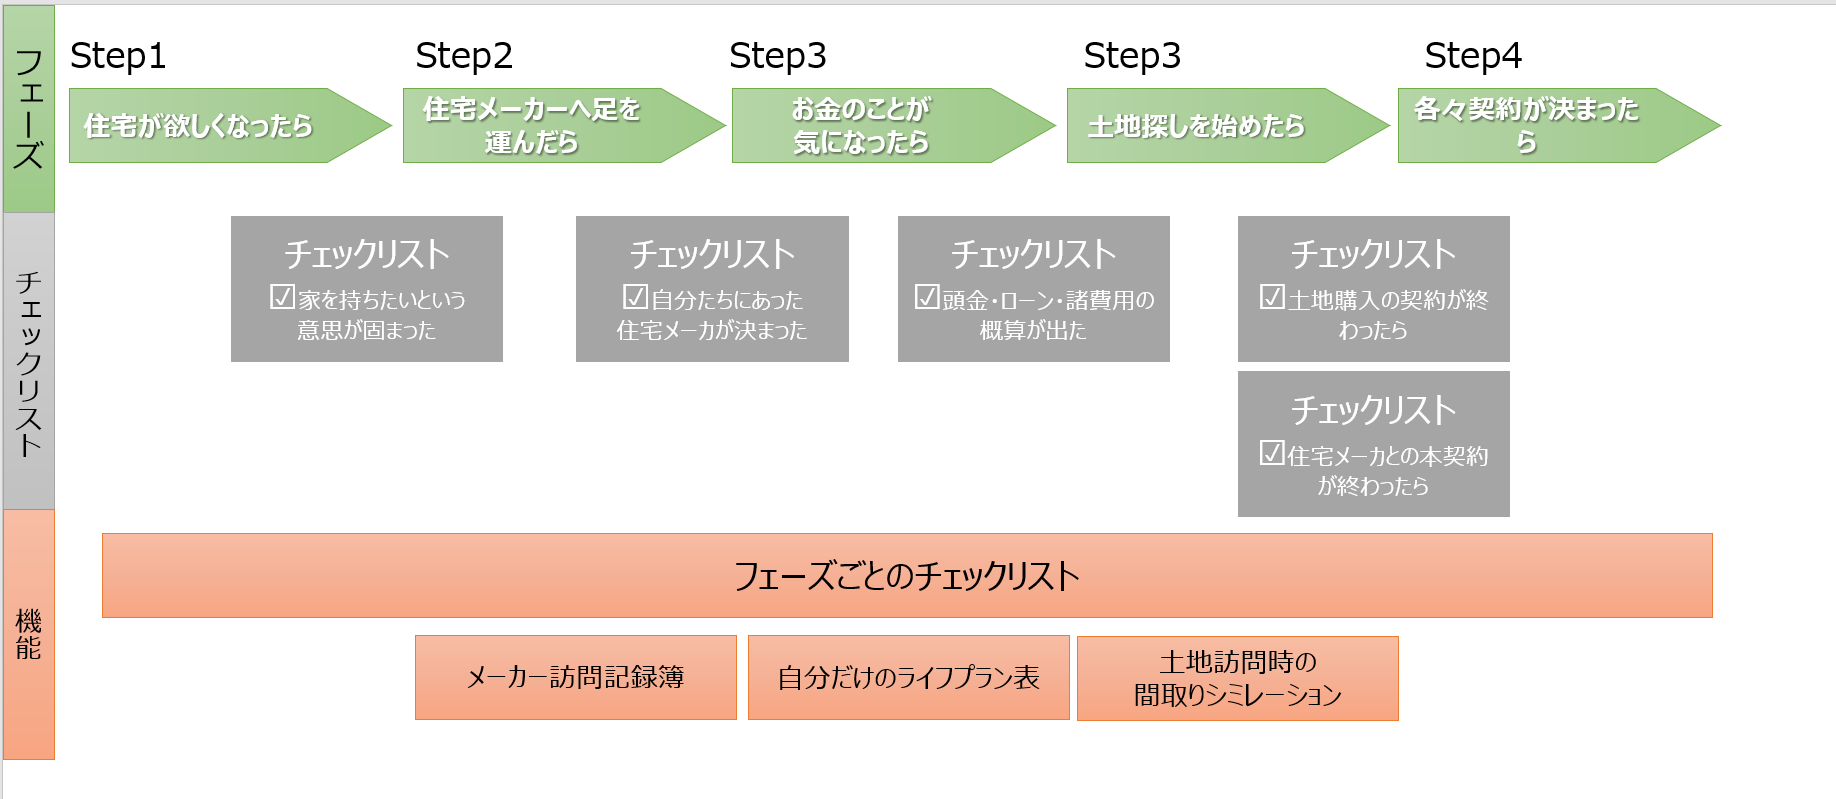 フェーズ
Step1
Step2
Step3
Step3
Step4
住宅が欲しくなったら
住宅メーカーへ足を
運んだら
お金のことが
気になったら
土地探しを始めたら
各々契約が決まった
ら
チェックリスト
チェックリスト
☑家を持ちたいという
意思が固まった
チェックリスト
☑自分たちにあった
住宅メーカが決まった
チェックリスト
☑頭金・ローン・諸費用の
概算が出た
チェックリスト
☑土地購入の契約が終
わったら
チェックリスト
☑住宅メーカとの本契約
が終わったら
機能
フェーズごとのチェックリスト
メーカー訪問記録簿
自分だけのライフプラン表
土地訪問時の
間取りシミレーション